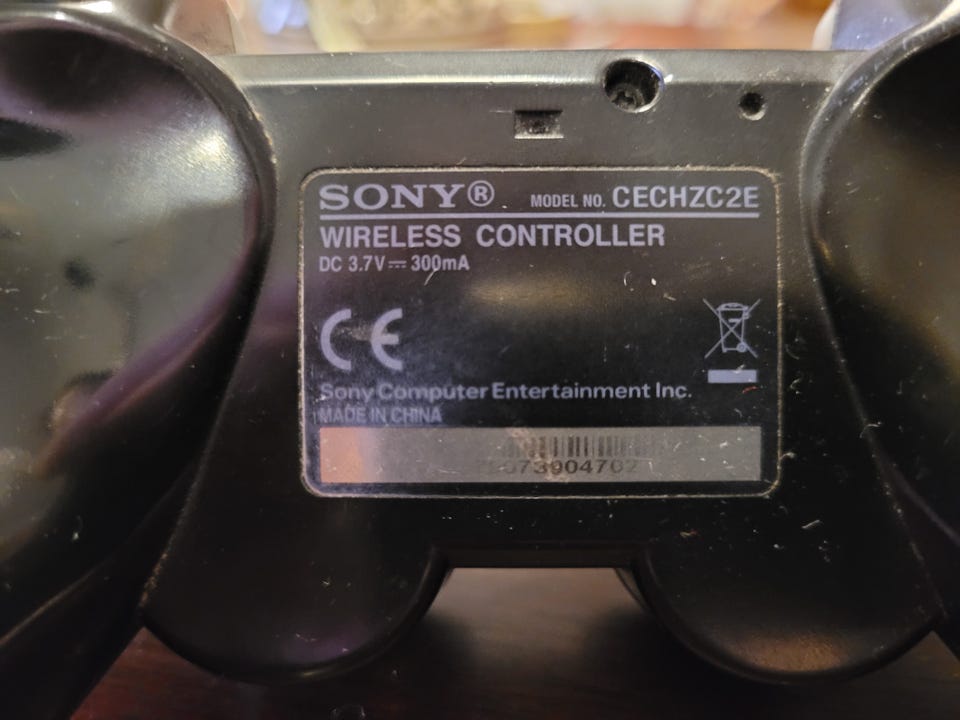 SONY®
MODEL NO. CECHZC2E
WIRELESS CONTROLLER
DC 3.7V ⎓ 300mA
CE
Sony Computer Entertainment Inc.
MADE IN CHINA